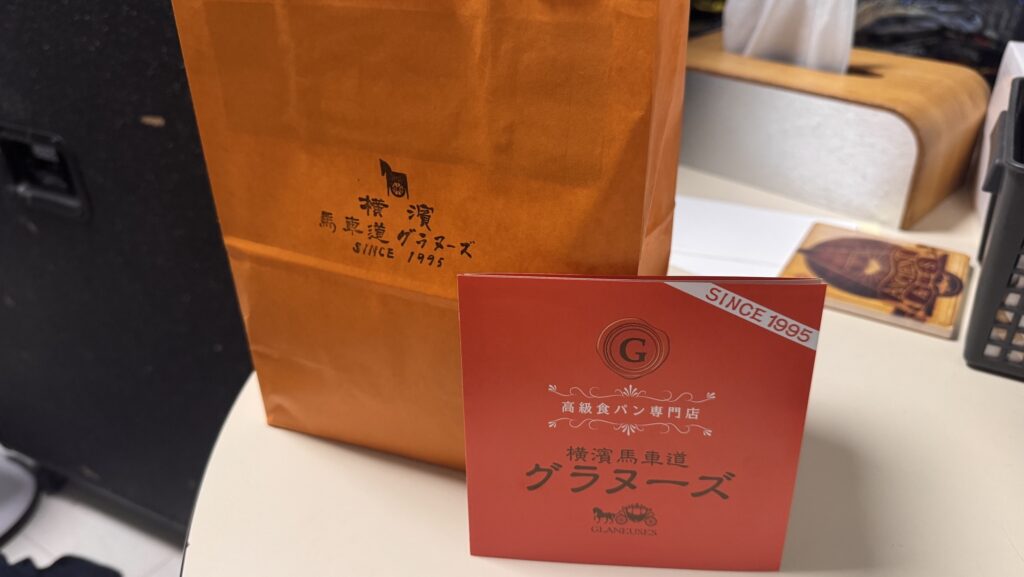 横濱
馬車道グラヌーズ
SINCE 1995
SINCE 1995
G
高級食パン専門店
横濱馬車道
グラヌーズ
GLANEUSES